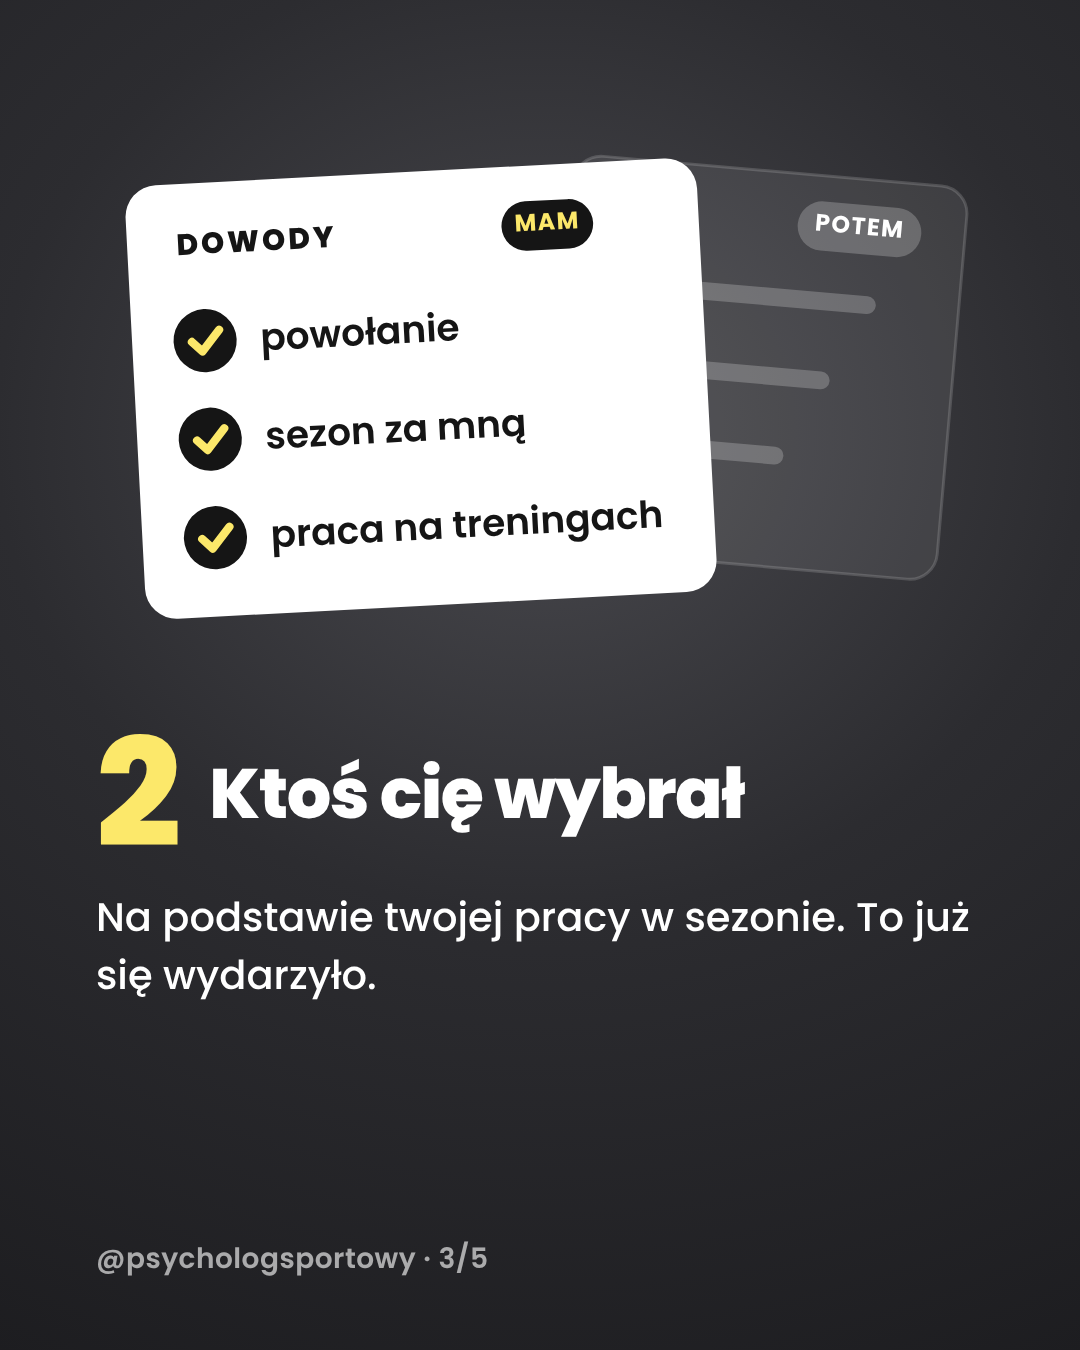 DOWODY
MAM
POTEM
powołanie
sezon za mną
praca na treningach
2 Ktoś cię wybrał
Na podstawie twojej pracy w sezonie. To już
się wydarzyło.
@psychologsportowy · 3/5